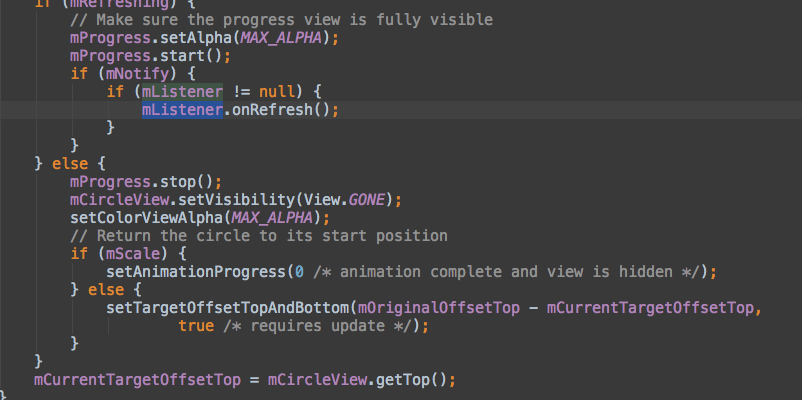 if (mRefreshing) {
    // Make sure the progress view is fully visible
    mProgress.setAlpha(MAX_ALPHA);
    mProgress.start();
    if (mNotify) {
        if (mListener != null) {
            mListener.onRefresh();
        }
    }
} else {
    mProgress.stop();
    mCircleView.setVisibility(View.GONE);
    setColorViewAlpha(MAX_ALPHA);
    // Return the circle to its start position
    if (mScale) {
        setAnimationProgress(0 /* animation complete and view is hidden */);
    } else {
        setTargetOffsetTopAndBottom(mOriginalOffsetTop - mCurrentTargetOffsetTop,
                true /* requires update */);
    }
}
mCurrentTargetOffsetTop = mCircleView.getTop();
}